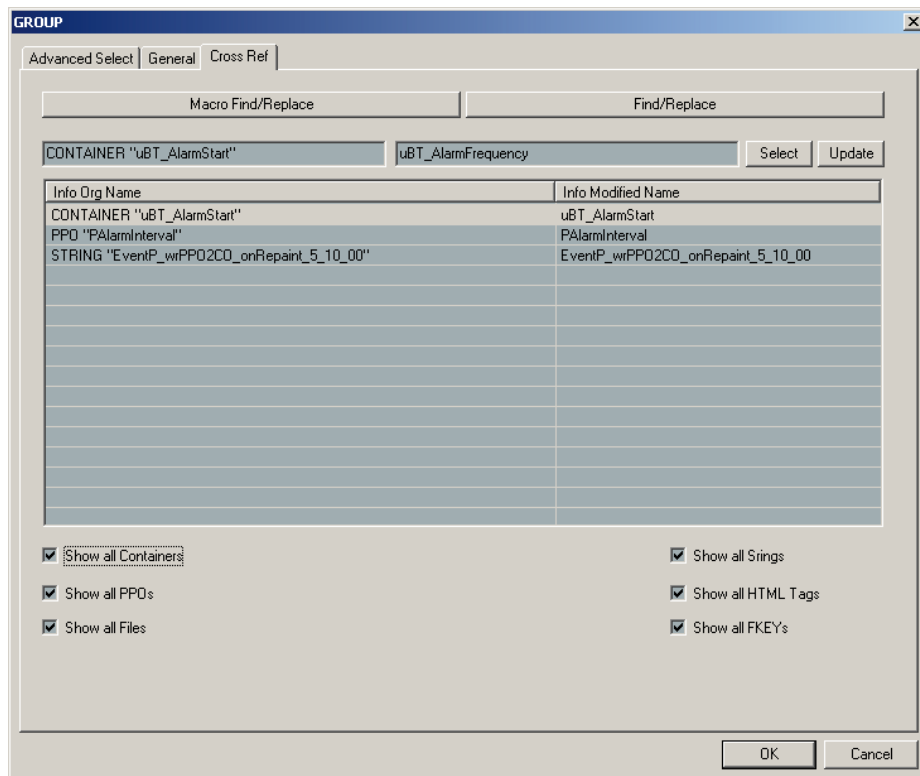 GROUP
Advanced Select General Cross Ref
Macro Find/Replace Find/Replace
CONTAINER "uBT_AlarmStart" uBT_AlarmFrequency Select Update
Info Org Name Info Modified Name
CONTAINER "uBT_AlarmStart" uBT_AlarmStart
PPO "PAlarmInterval" PAlarmInterval
STRING "EventP_wrPPO2CO_onRepaint_5_10_00" EventP_wrPPO2CO_onRepaint_5_10_00
Show all Containers Show all Srings
Show all PPOs Show all HTML Tags
Show all Files Show all FKEYs
OK Cancel